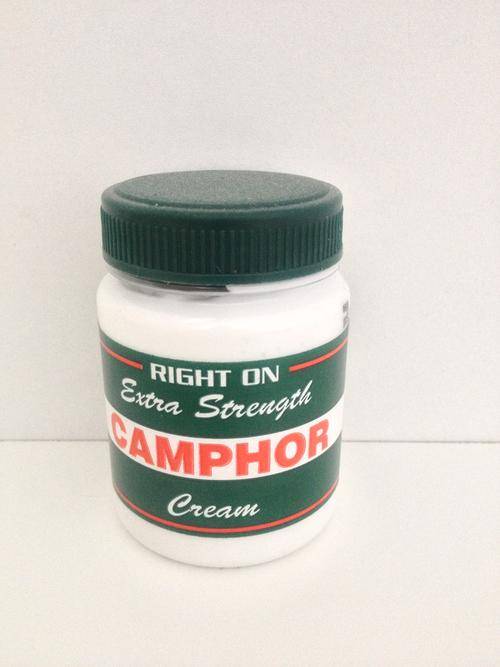 RIGHT ON
Extra Strength
CAMPHOR
Cream